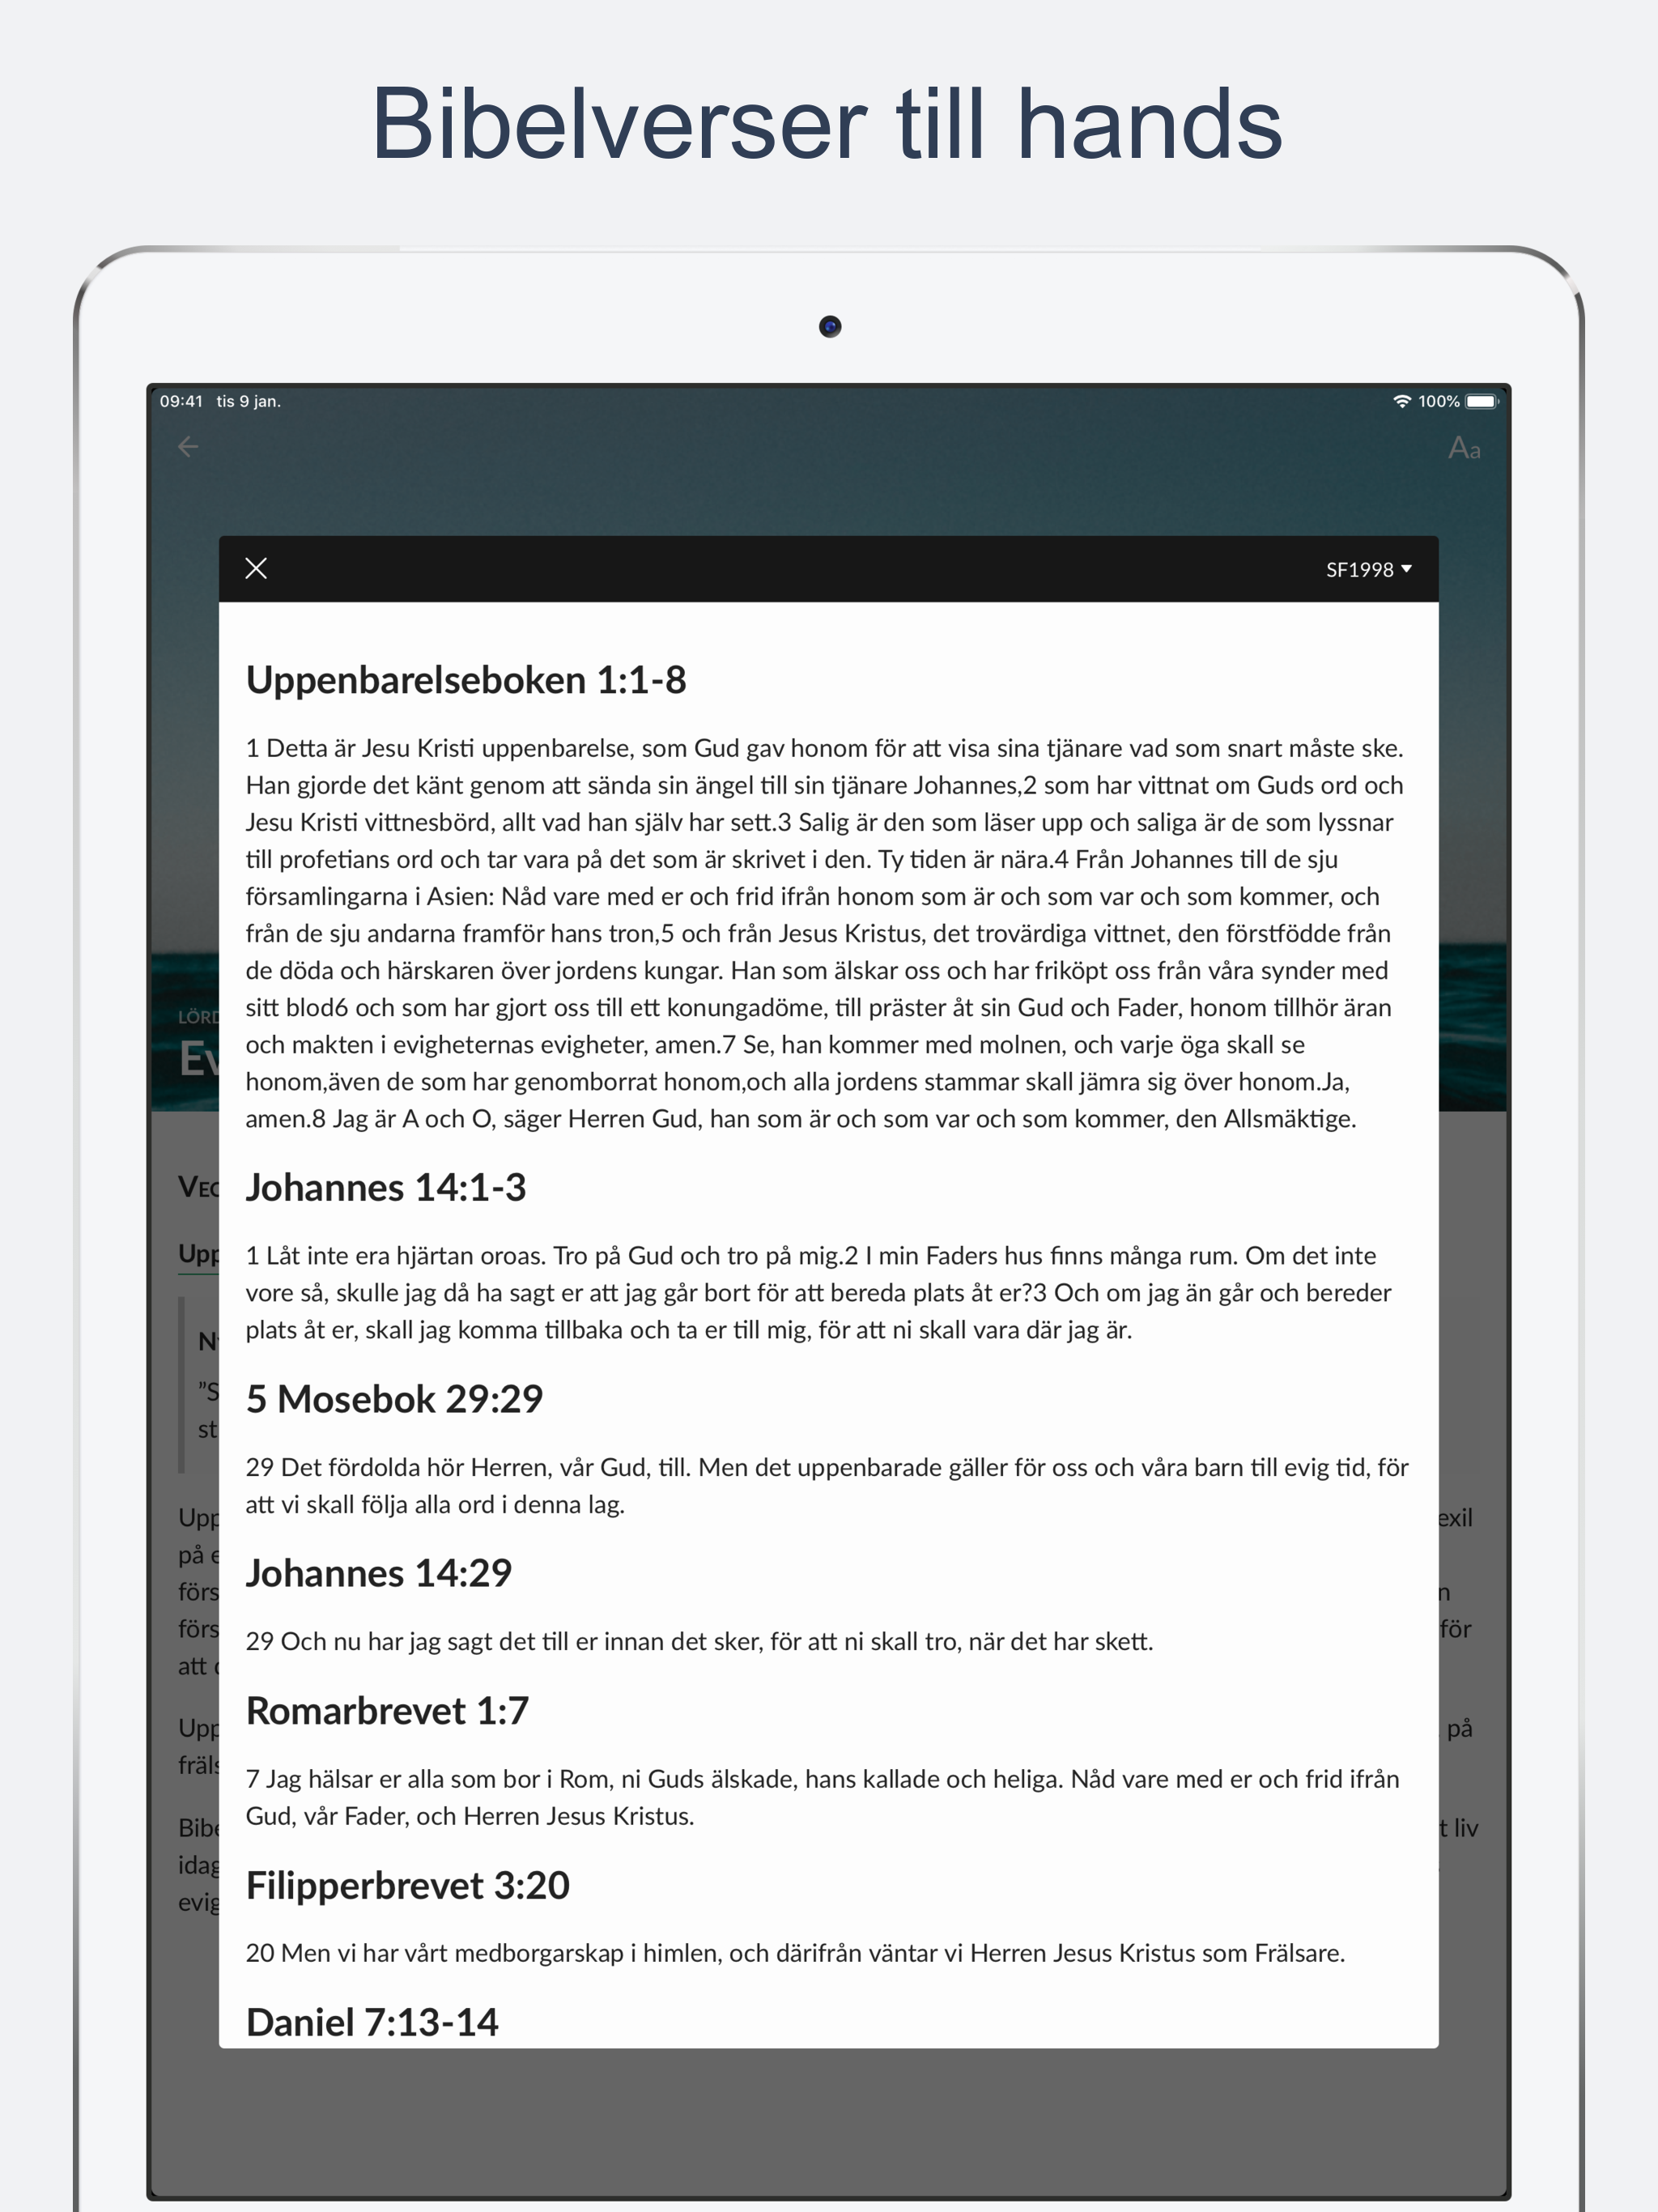 Bibelverser till hands
09:41 tis 9 jan.
100%
Aa
SF1998
Uppenbarelseboken 1:1-8
1 Detta är Jesu Kristi uppenbarelse, som Gud gav honom för att visa sina tjänare vad som snart måste ske.
Han gjorde det känt genom att sända sin ängel till sin tjänare Johannes,2 som har vittnat om Guds ord och
Jesu Kristi vittnesbörd, allt vad han själv har sett.3 Salig är den som läser upp och saliga är de som lyssnar
till profetians ord och tar vara på det som är skrivet i den. Ty tiden är nära.4 Från Johannes till de sju
församlingarna i Asien: Nåd vare med er och frid ifrån honom som är och som var och som kommer, och
från de sju andarna framför hans tron,5 och från Jesus Kristus, det trovärdiga vittnet, den förstfödde från
de döda och härskaren över jordens kungar. Han som älskar oss och har friköpt oss från våra synder med
sitt blod6 och som har gjort oss till ett konungadöme, till präster åt sin Gud och Fader, honom tillhör äran
och makten i evigheternas evigheter, amen.7 Se, han kommer med molnen, och varje öga skall se
honom,även de som har genomborrat honom,och alla jordens stammar skall jämra sig över honom.Ja,
amen.8 Jag är A och O, säger Herren Gud, han som är och som var och som kommer, den Allsmäktige.
Johannes 14:1-3
1 Låt inte era hjärtan oroas. Tro på Gud och tro på mig.2 I min Faders hus finns många rum. Om det inte
vore så, skulle jag då ha sagt er att jag går bort för att bereda plats åt er?3 Och om jag än går och bereder
plats åt er, skall jag komma tillbaka och ta er till mig, för att ni skall vara där jag är.
5 Mosebok 29:29
29 Det fördolda hör Herren, vår Gud, till. Men det uppenbarade gäller för oss och våra barn till evig tid, för
att vi skall följa alla ord i denna lag.
Johannes 14:29
29 Och nu har jag sagt det till er innan det sker, för att ni skall tro, när det har skett.
Romarbrevet 1:7
7 Jag hälsar er alla som bor i Rom, ni Guds älskade, hans kallade och heliga. Nåd vare med er och frid ifrån
Gud, vår Fader, och Herren Jesus Kristus.
Filipperbrevet 3:20
20 Men vi har vårt medborgarskap i himlen, och därifrån väntar vi Herren Jesus Kristus som Frälsare.
Daniel 7:13-14
på
exil
för
på
liv